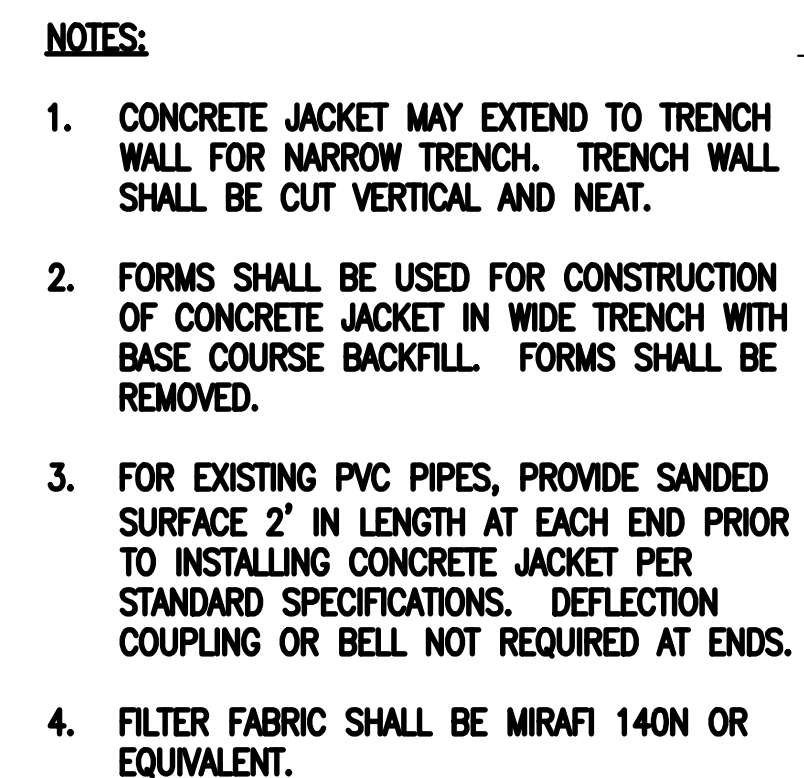 NOTES:
1. CONCRETE JACKET MAY EXTEND TO TRENCH
WALL FOR NARROW TRENCH. TRENCH WALL
SHALL BE CUT VERTICAL AND NEAT.
2. FORMS SHALL BE USED FOR CONSTRUCTION
OF CONCRETE JACKET IN WIDE TRENCH WITH
BASE COURSE BACKFILL. FORMS SHALL BE
REMOVED.
3. FOR EXISTING PVC PIPES, PROVIDE SANDED
SURFACE 2' IN LENGTH AT EACH END PRIOR
TO INSTALLING CONCRETE JACKET PER
STANDARD SPECIFICATIONS. DEFLECTION
COUPLING OR BELL NOT REQUIRED AT ENDS.
4. FILTER FABRIC SHALL BE MIRAFI 140N OR
EQUIVALENT.